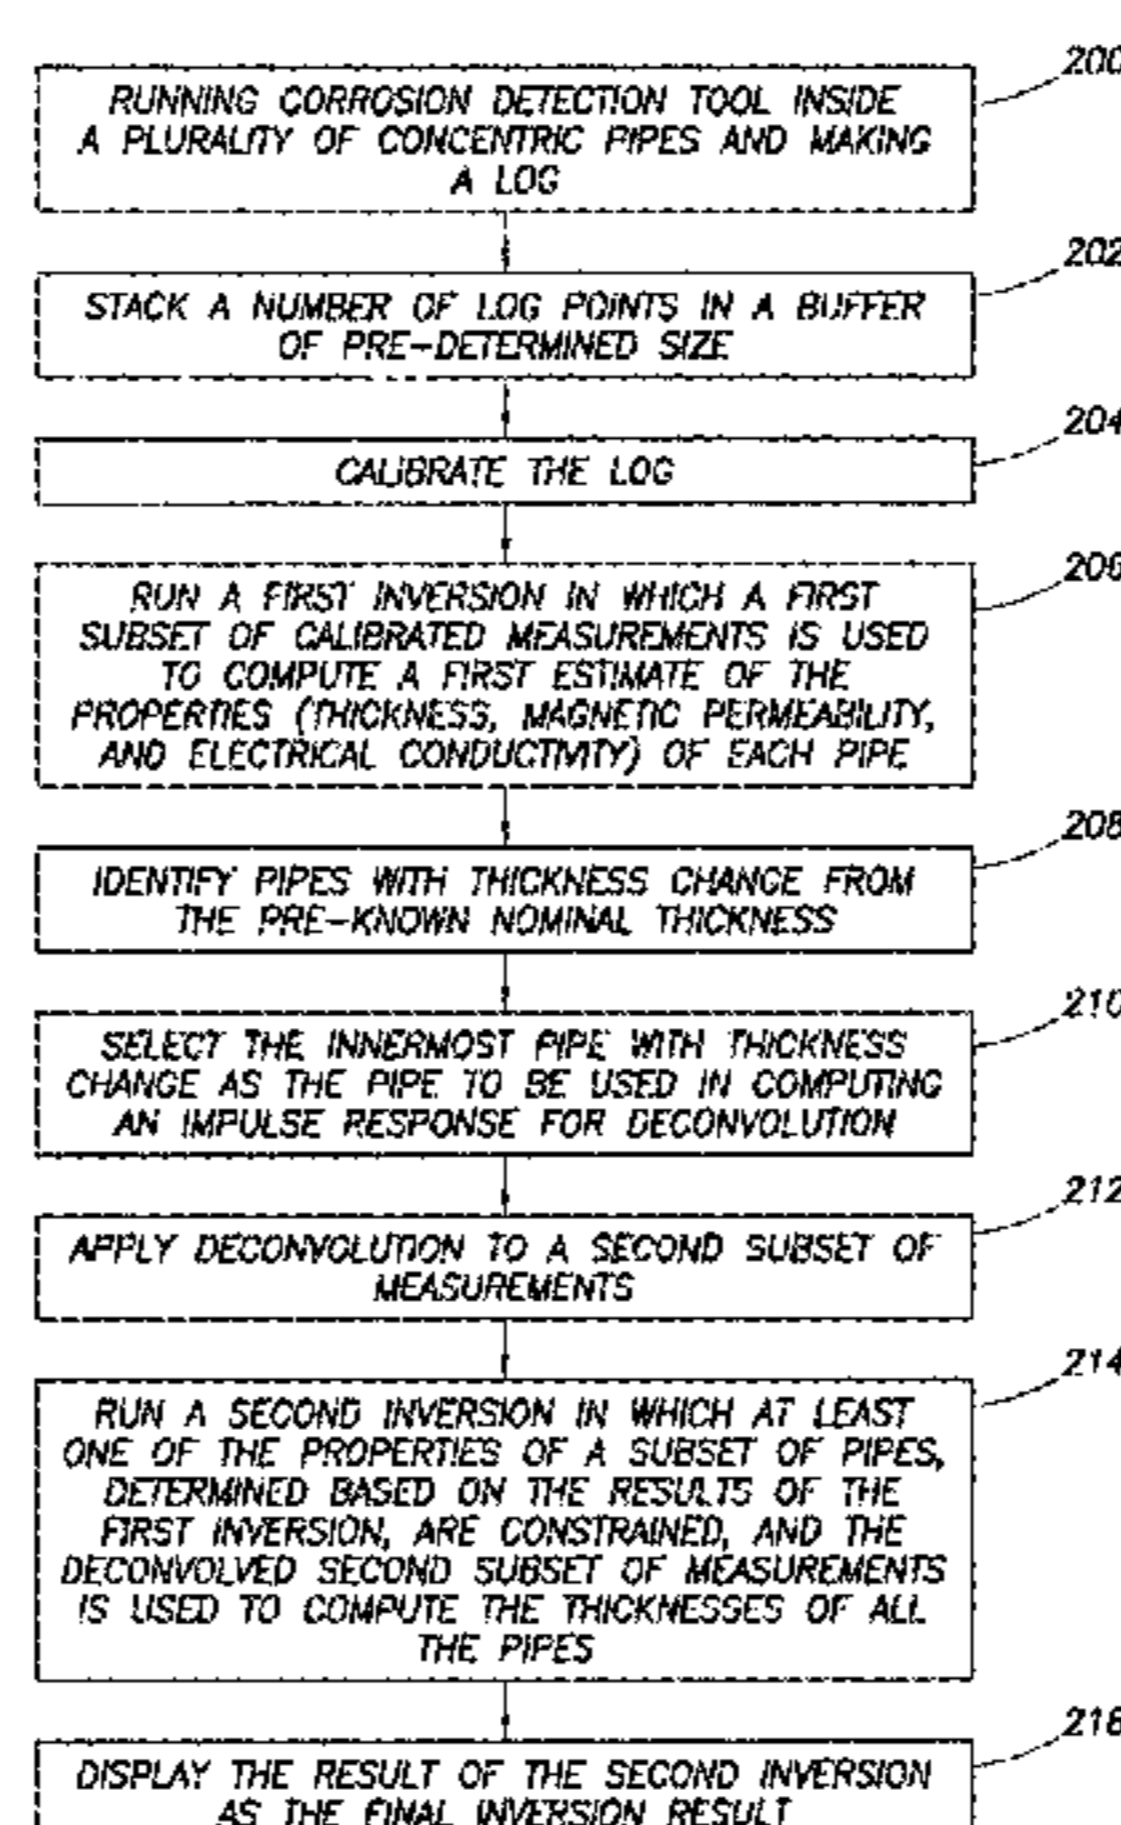 200
RUNNING CORROSION DETECTION TOOL INSIDE
A PLURALITY OF CONCENTRIC PIPES AND MAKING
A LOG
202
STACK A NUMBER OF LOG POINTS IN A BUFFER
OF PRE-DETERMINED SIZE
204
CALIBRATE THE LOG
206
RUN A FIRST INVERSION IN WHICH A FIRST
SUBSET OF CALIBRATED MEASUREMENTS IS USED
TO COMPUTE A FIRST ESTIMATE OF THE
PROPERTIES (THICKNESS, MAGNETIC PERMEABILITY,
AND ELECTRICAL CONDUCTIVITY) OF EACH PIPE
208
IDENTIFY PIPES WITH THICKNESS CHANGE FROM
THE PRE-KNOWN NOMINAL THICKNESS
210
SELECT THE INNERMOST PIPE WITH THICKNESS
CHANGE AS THE PIPE TO BE USED IN COMPUTING
AN IMPULSE RESPONSE FOR DECONVOLUTION
212
APPLY DECONVOLUTION TO A SECOND SUBSET OF
MEASUREMENTS
214
RUN A SECOND INVERSION IN WHICH AT LEAST
ONE OF THE PROPERTIES OF A SUBSET OF PIPES,
DETERMINED BASED ON THE RESULTS OF THE
FIRST INVERSION, ARE CONSTRAINED, AND THE
DECONVOLVED SECOND SUBSET OF MEASUREMENTS
IS USED TO COMPUTE THE THICKNESSES OF ALL
THE PIPES
218
DISPLAY THE RESULT OF THE SECOND INVERSION
AS THE FINAL INVERSION RESULT